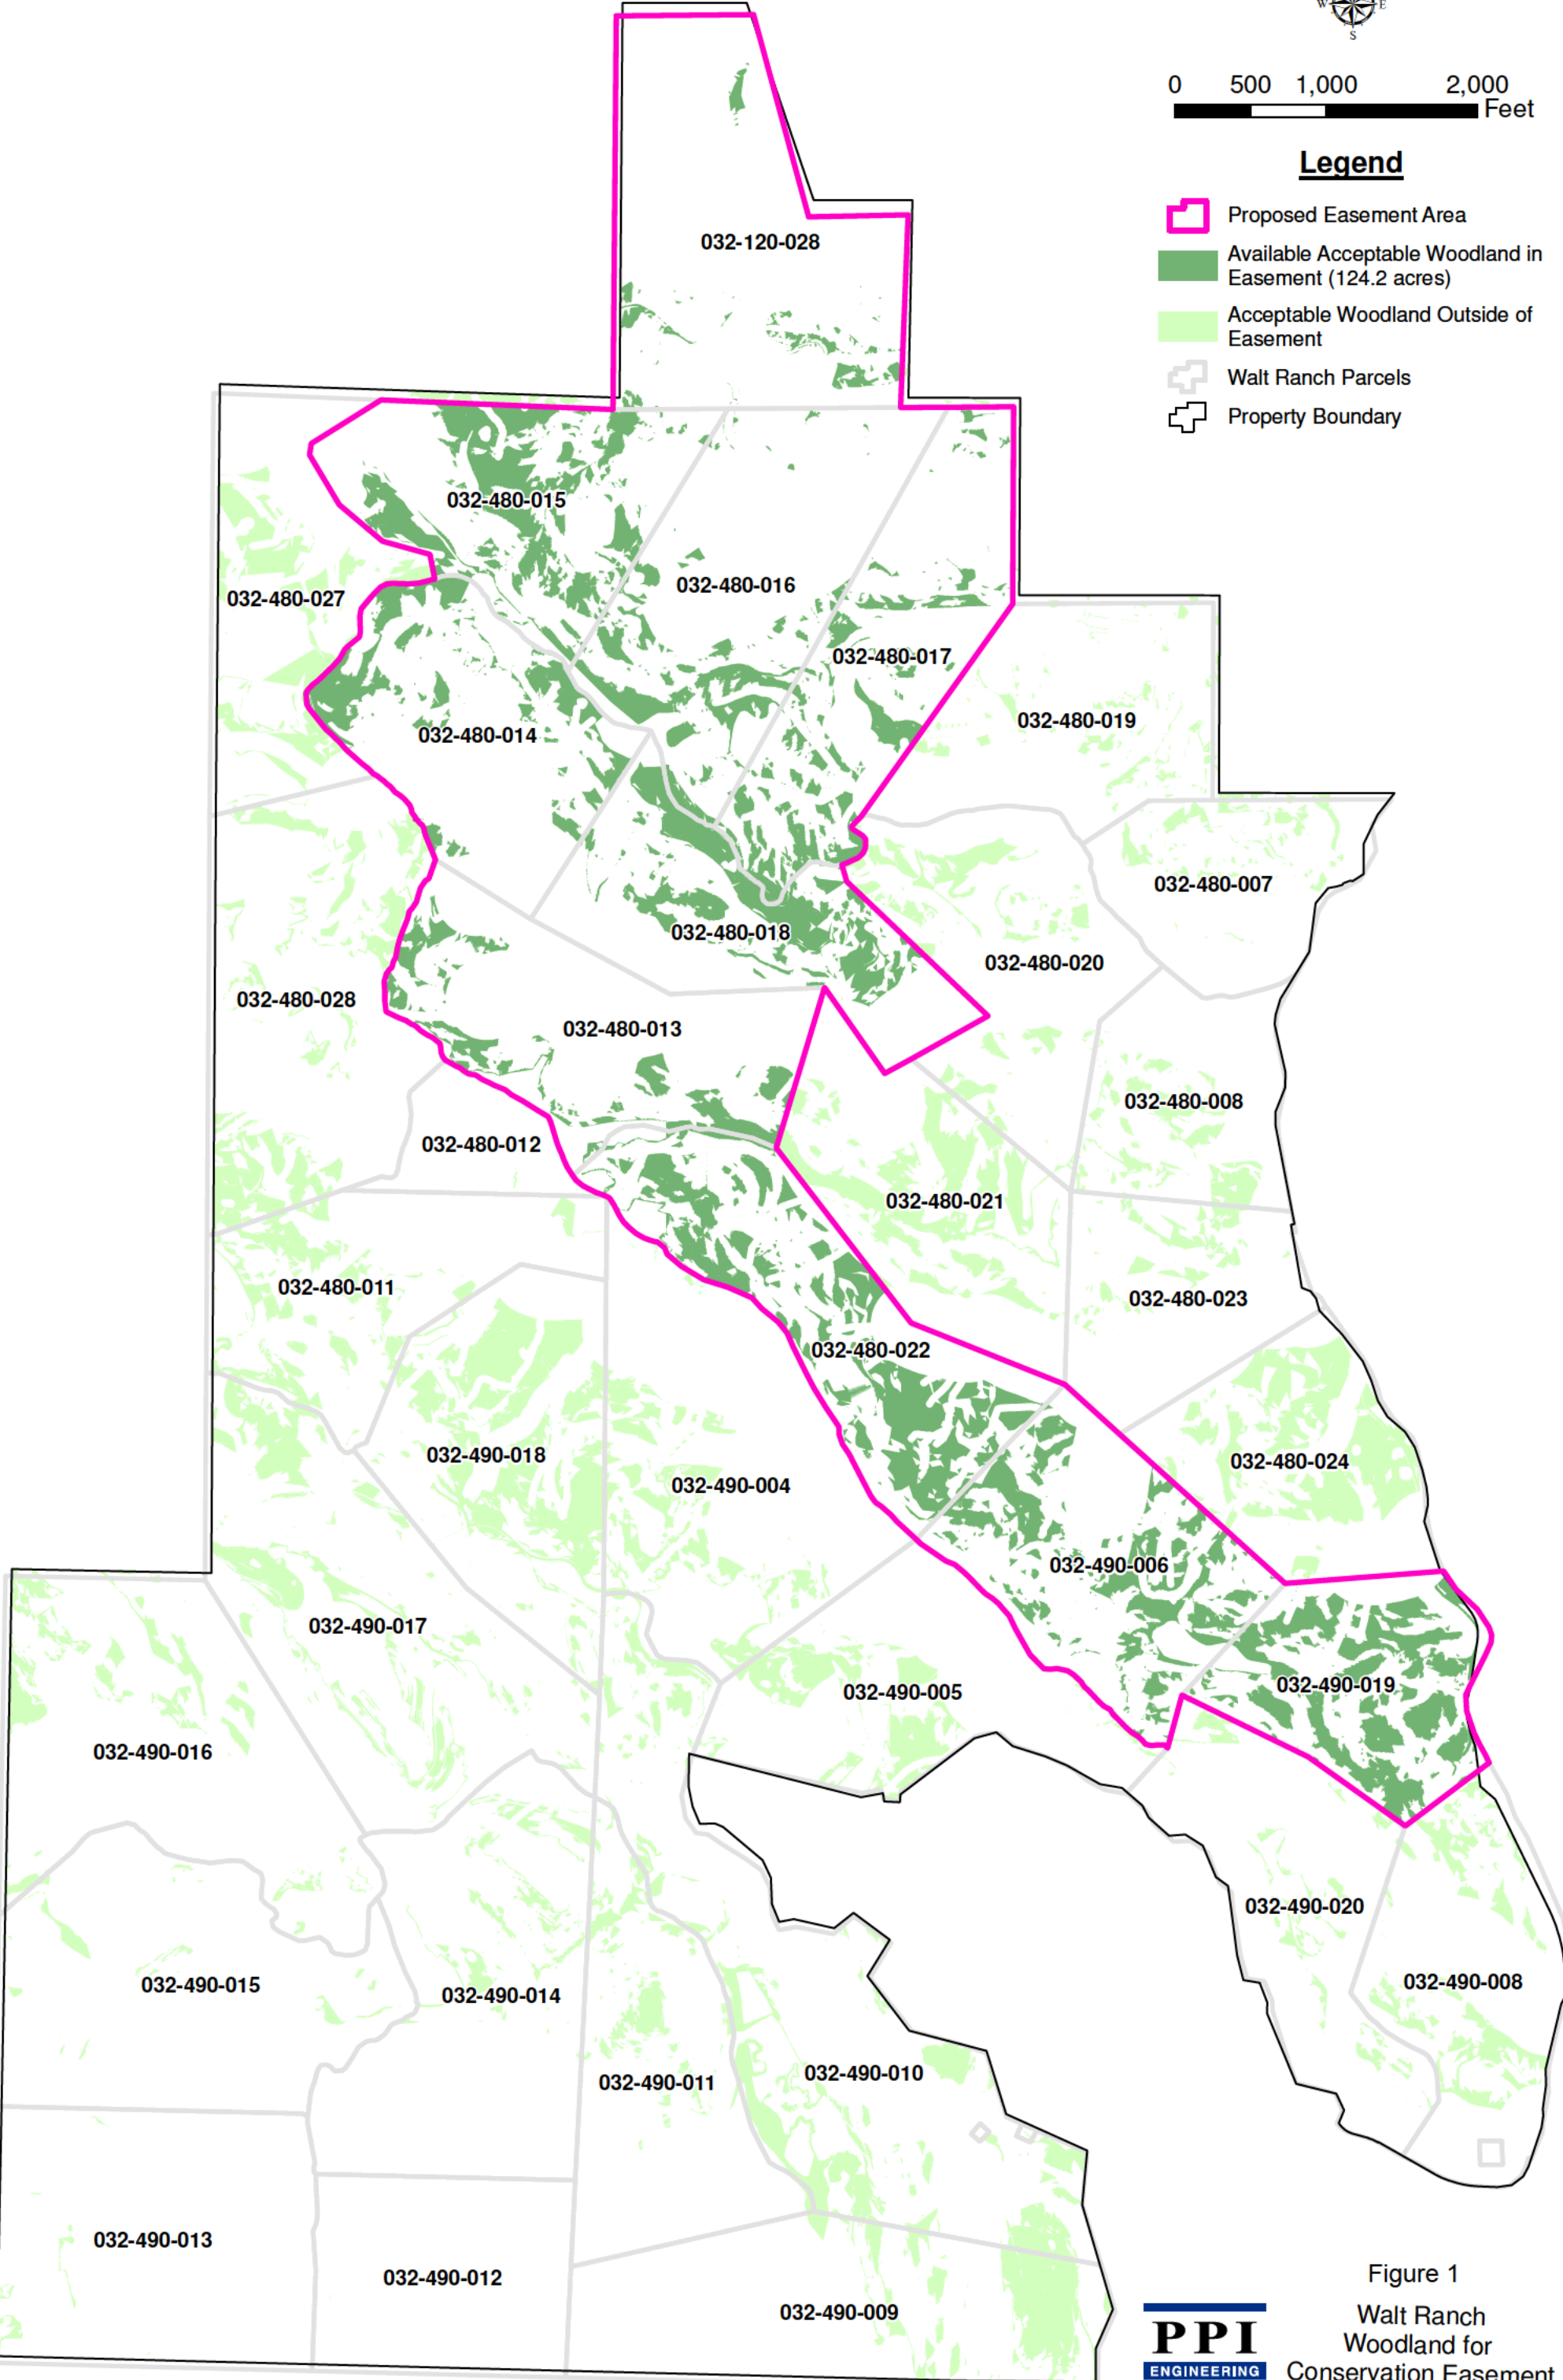 W E
S
0 500 1,000 2,000
Feet
Legend
Proposed Easement Area
Available Acceptable Woodland in
Easement (124.2 acres)
Acceptable Woodland Outside of
Easement
Walt Ranch Parcels
Property Boundary
032-120-028
032-480-015
032-480-016
032-480-027
032-480-017
032-480-019
032-480-014
032-480-007
032-480-018
032-480-020
032-480-028
032-480-013
032-480-008
032-480-012
032-480-021
032-480-011
032-480-023
032-480-022
032-490-018
032-480-024
032-490-004
032-490-006
032-490-017
032-490-019
032-490-005
032-490-016
032-490-020
032-490-008
032-490-015
032-490-014
032-490-010
032-490-011
032-490-013
032-490-012
032-490-009
Figure 1
Walt Ranch
Woodland for
Conservation Easement
PPI
ENGINEERING